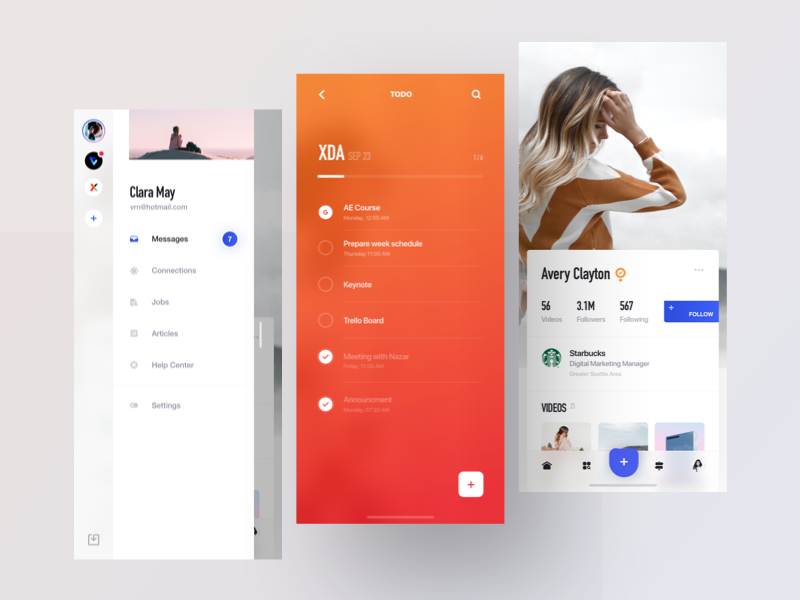 Clara May
vrn@hotmail.com
Messages 7
Connections
Jobs
Articles
Help Center
Settings
TODO
XDA SEP 23 1/6
G AE Course
Monday, 12:00 AM
Prepare week schedule
Thursday 11:00 AM
Keynote
Trello Board
Meeting with Nazar
Friday, 11:00 AM
Announcment
Monday, 07:20 AM
Avery Clayton
56 3.1M 567
Videos Followers Following
FOLLOW
Starbucks
Digital Marketing Manager
Greater Seattle Area
VIDEOS 21